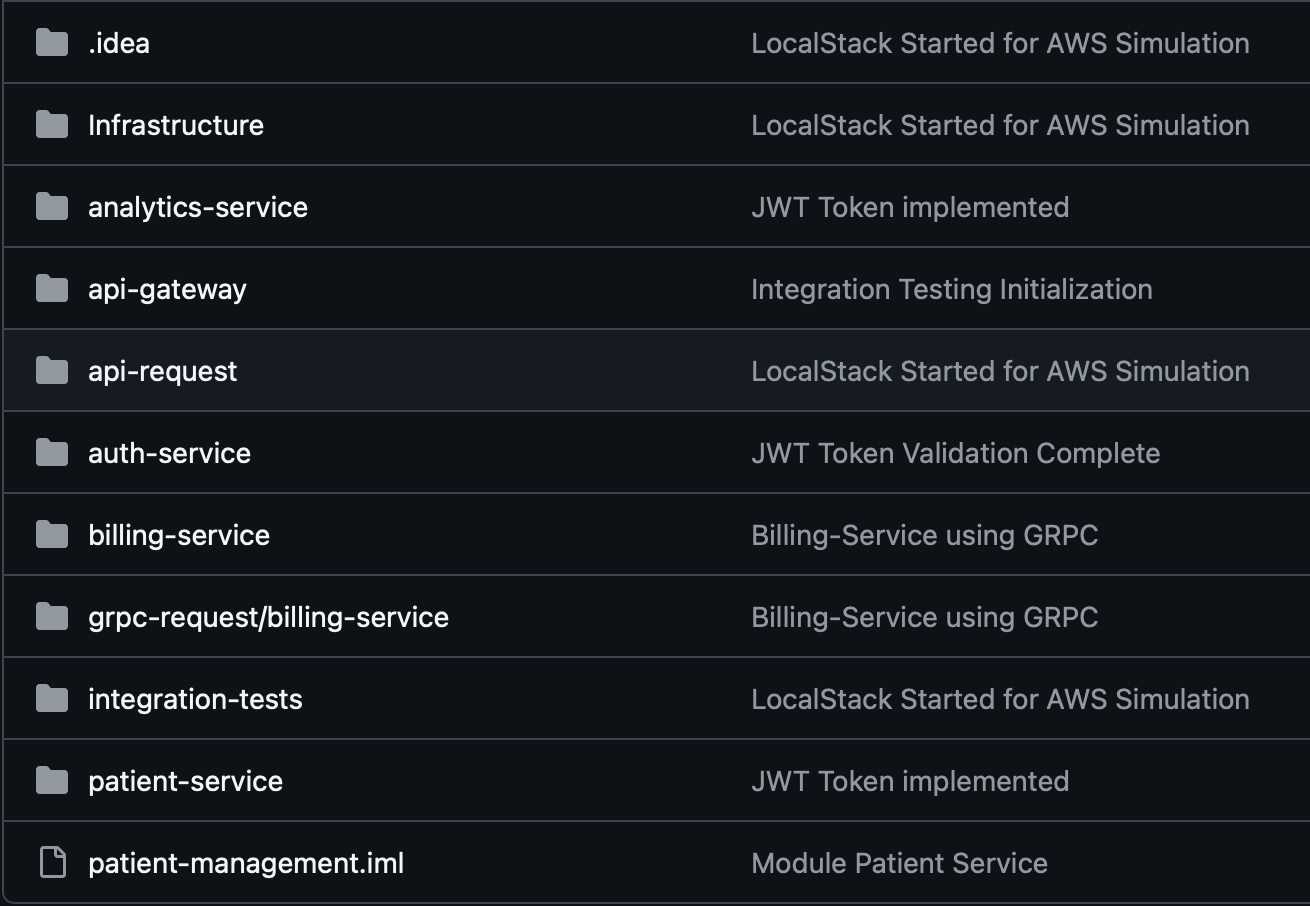 .idea LocalStack Started for AWS Simulation
Infrastructure LocalStack Started for AWS Simulation
analytics-service JWT Token implemented
api-gateway Integration Testing Initialization
api-request LocalStack Started for AWS Simulation
auth-service JWT Token Validation Complete
billing-service Billing-Service using GRPC
grpc-request/billing-service Billing-Service using GRPC
integration-tests LocalStack Started for AWS Simulation
patient-service JWT Token implemented
patient-management.iml Module Patient Service